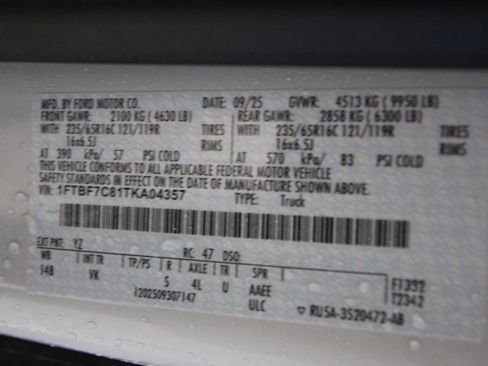 MFD. BY FORD MOTOR CO. DATE: 09/25 GVWR: 4513 KG (9950 LB)
FRONT GAWR: 2100 KG (4630 LB) REAR GAWR: 2858 KG (6300 LB)
WITH 235/65R16C 121/119R TIRES WITH 235/65R16C 121/119R TIRES
16x6.5J RIMS 16x6.5J RIMS
AT 390 kPa/ 57 PSI COLD AT 570 kPa/ 83 PSI COLD
THIS VEHICLE CONFORMS TO ALL APPLICABLE FEDERAL MOTOR VEHICLE
SAFETY STANDARDS IN EFFECT ON THE DATE OF MANUFACTURE SHOWN ABOVE.
VIN: 1FTBF7C81TKA04357 TYPE: Truck
EXT PNT: YZ RC: 47 DSO:
WB INT TR TP/PS R AXLE TR SPR F1332
148 VK S 4L U AAEE T2342
1202509307147 ULC ▽ RU5A-3520472-AB